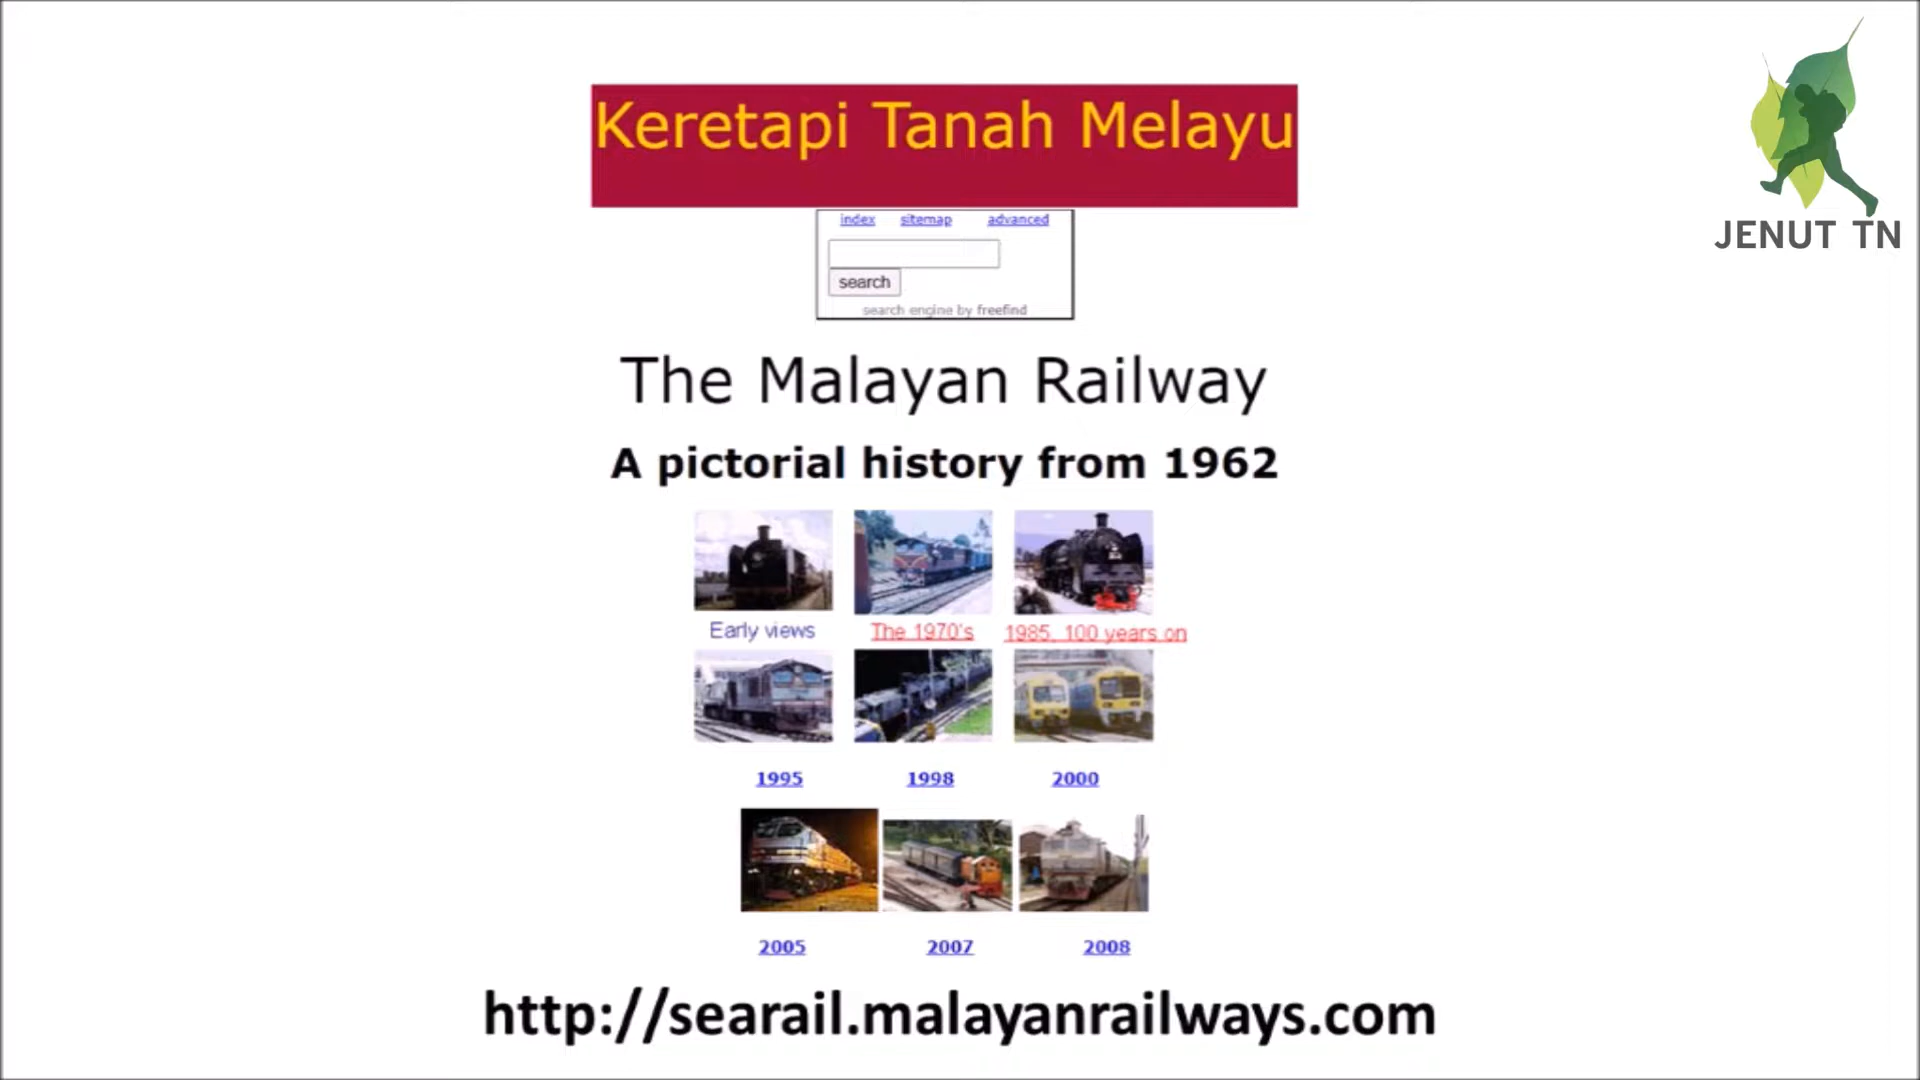 Keretapi Tanah Melayu
JENUT TN
index sitemap advanced
search
search engine by freefind
The Malayan Railway
A pictorial history from 1962
Early views The 1970's 1985, 100 years on
1995 1998 2000
2005 2007 2008
http://searail.malayanrailways.com